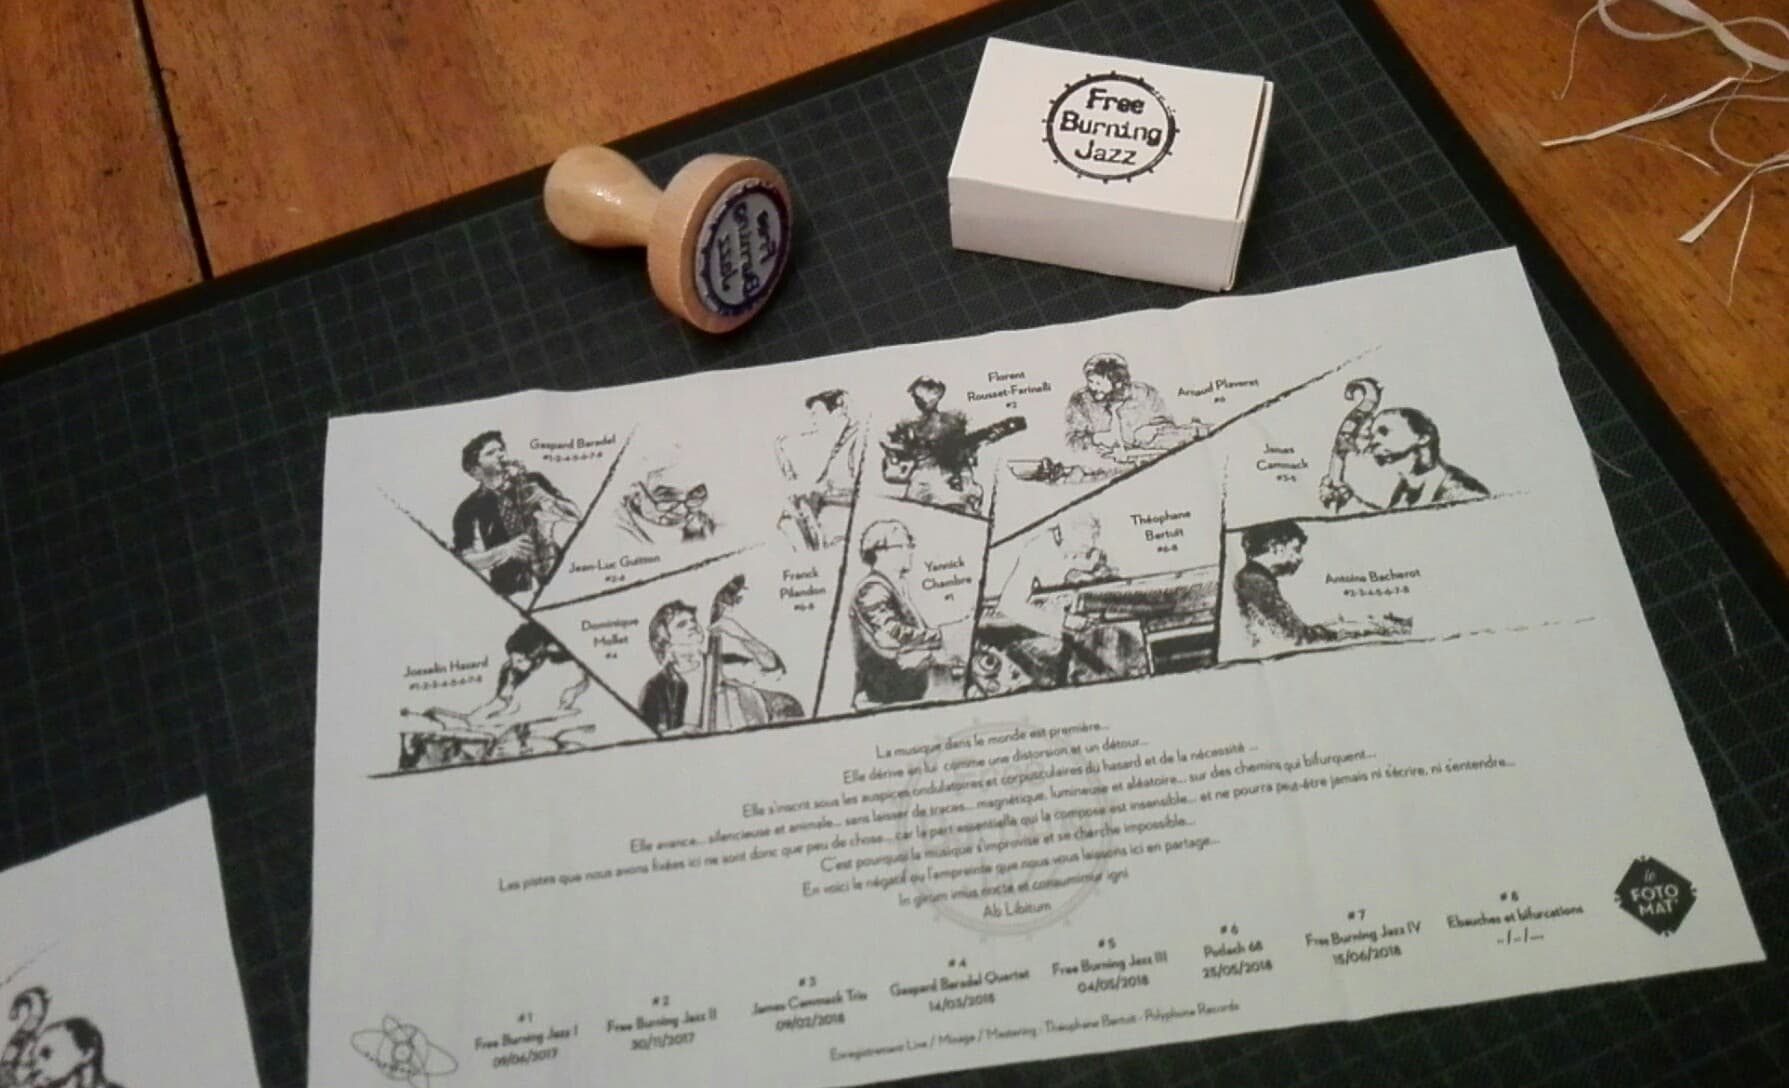 Free
Burning
Jazz
Free
Burning
Jazz
Gaspard Baradel
#1-2-4-5-6-7-8
Jean-Luc Guitton
#2-8
Florent
Rousset-Farinelli
#2
Arnaud Plaveret
#6
James
Cammack
#3-5
Josselin Hazard
#1-2-3-4-5-6-7-8
Dominique
Mollet
#4
Franck
Pilandon
#6-8
Yannick
Chambre
#1
Théophane
Bertuit
#6-8
Antoine Bacherot
#2-3-4-5-6-7-8
La musique dans le monde est première...
Elle dérive en lui comme une distorsion et un détour...
Elle s'inscrit sous les auspices ondulatoires et corpusculaires du hasard et de la nécessité ...
Elle avance... silencieuse et animale... sans laisser de traces... magnétique, lumineuse et aléatoire... sur des chemins qui bifurquent...
Les pistes que nous avons fixées ici ne sont donc que peu de chose... car la part essentielle qui la compose est insensible... et ne pourra peut-être jamais ni s'écrire, ni s'entendre...
C'est pourquoi la musique s'improvise et se cherche impossible...
En voici le négatif ou l'empreinte que nous vous laissons ici en partage...
In girum imus nocte et consumimur igni
Ab Libitum
#1
Free Burning Jazz I
09/06/2017
#2
Free Burning Jazz II
30/11/2017
#3
James Cammack Trio
09/02/2018
#4
Gaspard Baradel Quartet
14/03/2018
#5
Free Burning Jazz III
04/05/2018
#6
Potlach 68
25/05/2018
#7
Free Burning Jazz IV
15/06/2018
#8
Ebauches et bifurcations
../../....
le
FOTO
MAT'
Enregistrement Live / Mixage / Mastering : Théophane Bertuit - Polyphone Records